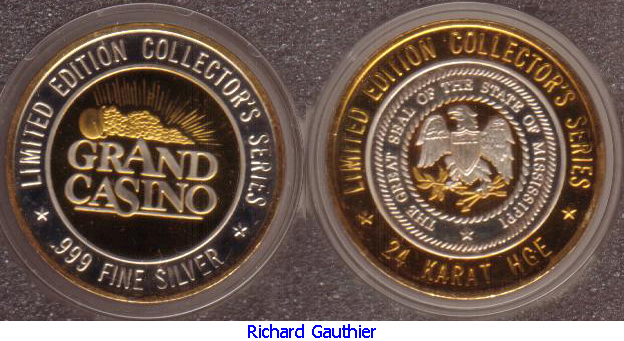 LIMITED EDITION COLLECTOR'S SERIES
GRAND
CASINO
.999 FINE SILVER
LIMITED EDITION COLLECTOR'S SERIES
THE GREAT SEAL OF THE STATE OF MISSISSIPPI
24 KARAT HGE
Richard Gauthier